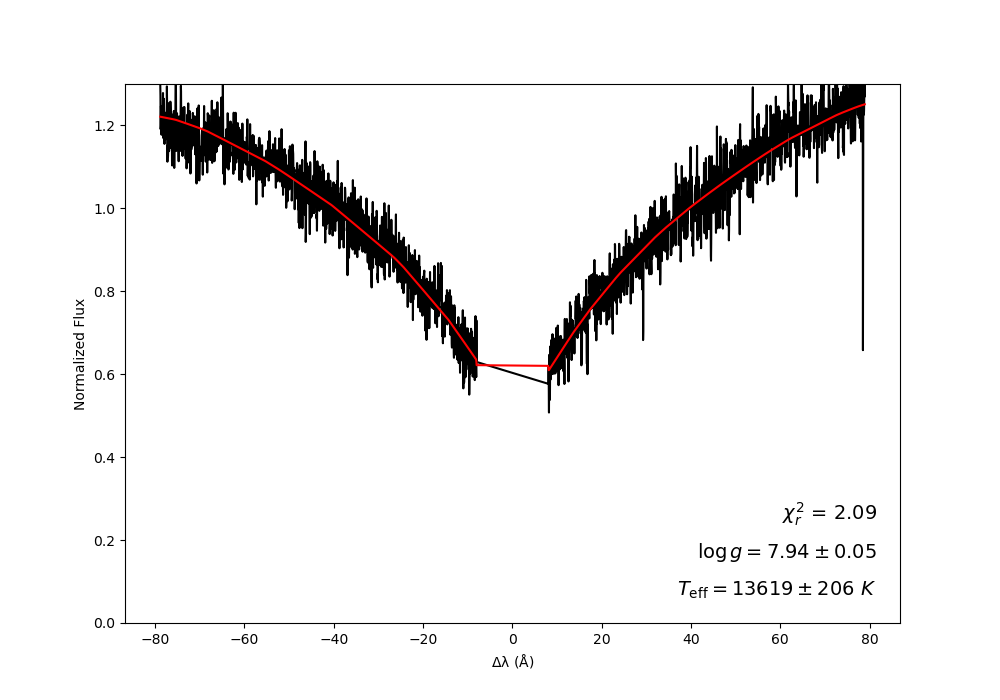 1.2
1.0
0.8
0.6
0.4
0.2
0.0
Normalized Flux
χ²ᵣ = 2.09
log g = 7.94 ± 0.05
T_eff = 13619 ± 206 K
−80 −60 −40 −20 0 20 40 60 80
Δλ (Å)